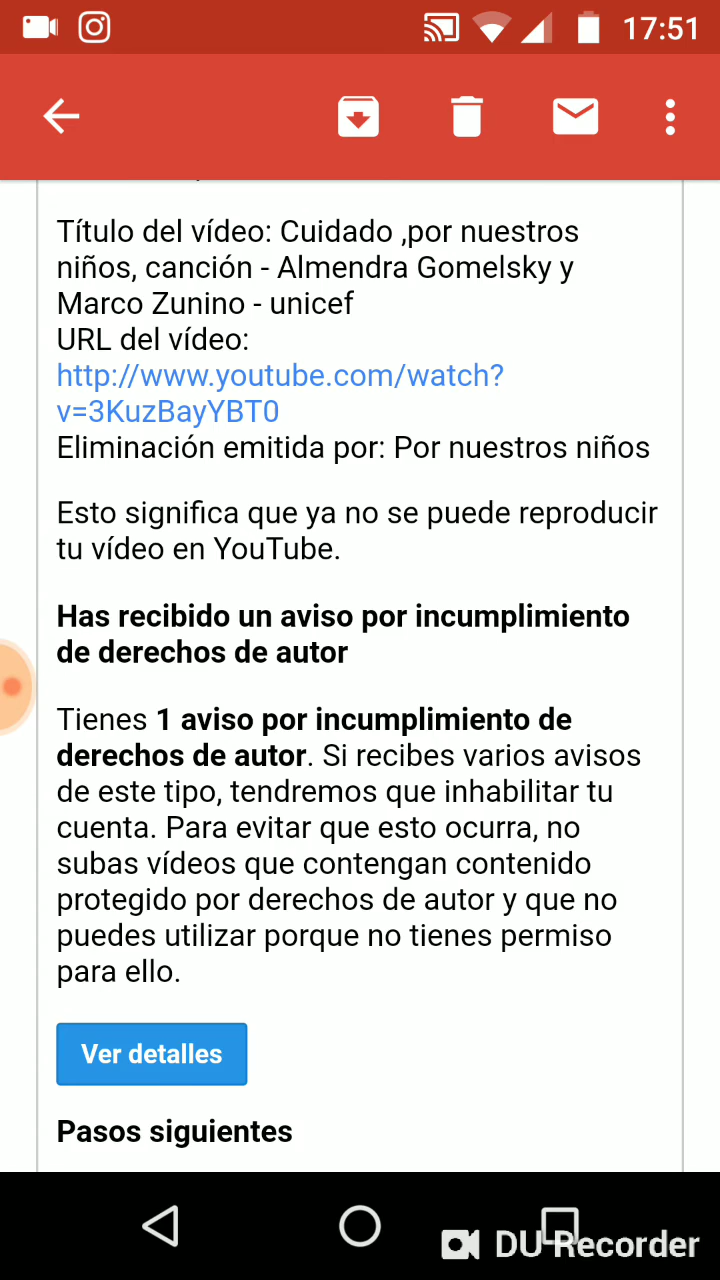 17:51
Título del vídeo: Cuidado ,por nuestros
niños, canción - Almendra Gomelsky y
Marco Zunino - unicef
URL del vídeo:
http://www.youtube.com/watch?
v=3KuzBayYBT0
Eliminación emitida por: Por nuestros niños
Esto significa que ya no se puede reproducir
tu vídeo en YouTube.
Has recibido un aviso por incumplimiento
de derechos de autor
Tienes 1 aviso por incumplimiento de
derechos de autor. Si recibes varios avisos
de este tipo, tendremos que inhabilitar tu
cuenta. Para evitar que esto ocurra, no
subas vídeos que contengan contenido
protegido por derechos de autor y que no
puedes utilizar porque no tienes permiso
para ello.
Ver detalles
Pasos siguientes
DU Recorder